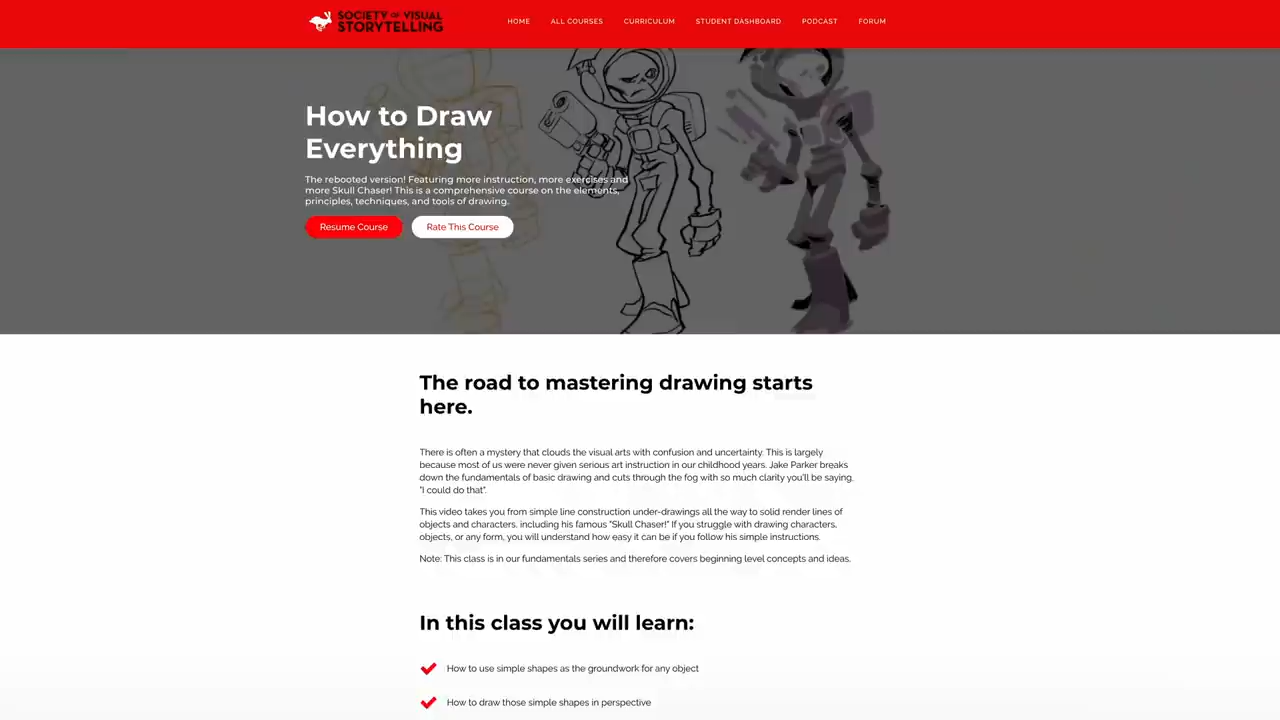 SOCIETY OF VISUAL
STORYTELLING
HOME ALL COURSES CURRICULUM STUDENT DASHBOARD PODCAST FORUM
How to Draw
Everything
The rebooted version! Featuring more instruction, more exercises and
more Skull Chaser! This is a comprehensive course on the elements,
principles, techniques, and tools of drawing.
Resume Course Rate This Course
The road to mastering drawing starts
here.
There is often a mystery that clouds the visual arts with confusion and uncertainty. This is largely
because most of us were never given serious art instruction in our childhood years. Jake Parker breaks
down the fundamentals of basic drawing and cuts through the fog with so much clarity you'll be saying,
"I could do that".
This video takes you from simple line construction under-drawings all the way to solid render lines of
objects and characters, including his famous "Skull Chaser!" If you struggle with drawing characters,
objects, or any form, you will understand how easy it can be if you follow his simple instructions.
Note: This class is in our fundamentals series and therefore covers beginning level concepts and ideas.
In this class you will learn:
How to use simple shapes as the groundwork for any object
How to draw those simple shapes in perspective